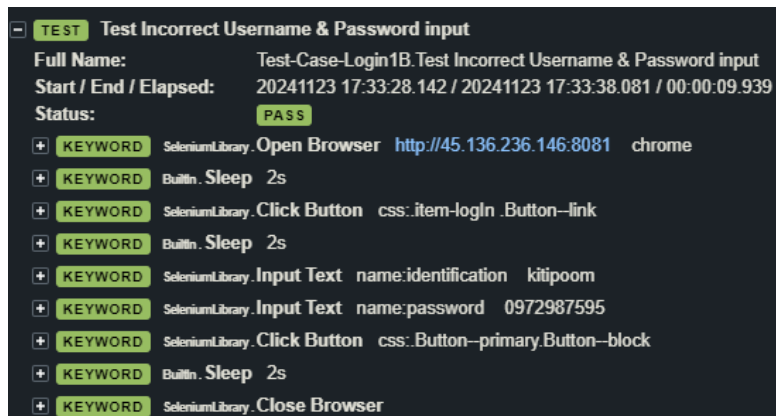 TEST Test Incorrect Username & Password input
Full Name: Test-Case-Login1B.Test Incorrect Username & Password input
Start / End / Elapsed: 20241123 17:33:28.142 / 20241123 17:33:38.081 / 00:00:09.939
Status: PASS
+ KEYWORD SeleniumLibrary.Open Browser http://45.136.236.146:8081 chrome
+ KEYWORD BuiltIn.Sleep 2s
+ KEYWORD SeleniumLibrary.Click Button css:.item-logIn .Button--link
+ KEYWORD BuiltIn.Sleep 2s
+ KEYWORD SeleniumLibrary.Input Text name:identification kitipoom
+ KEYWORD SeleniumLibrary.Input Text name:password 0972987595
+ KEYWORD SeleniumLibrary.Click Button css:.Button--primary.Button--block
+ KEYWORD BuiltIn.Sleep 2s
+ KEYWORD SeleniumLibrary.Close Browser